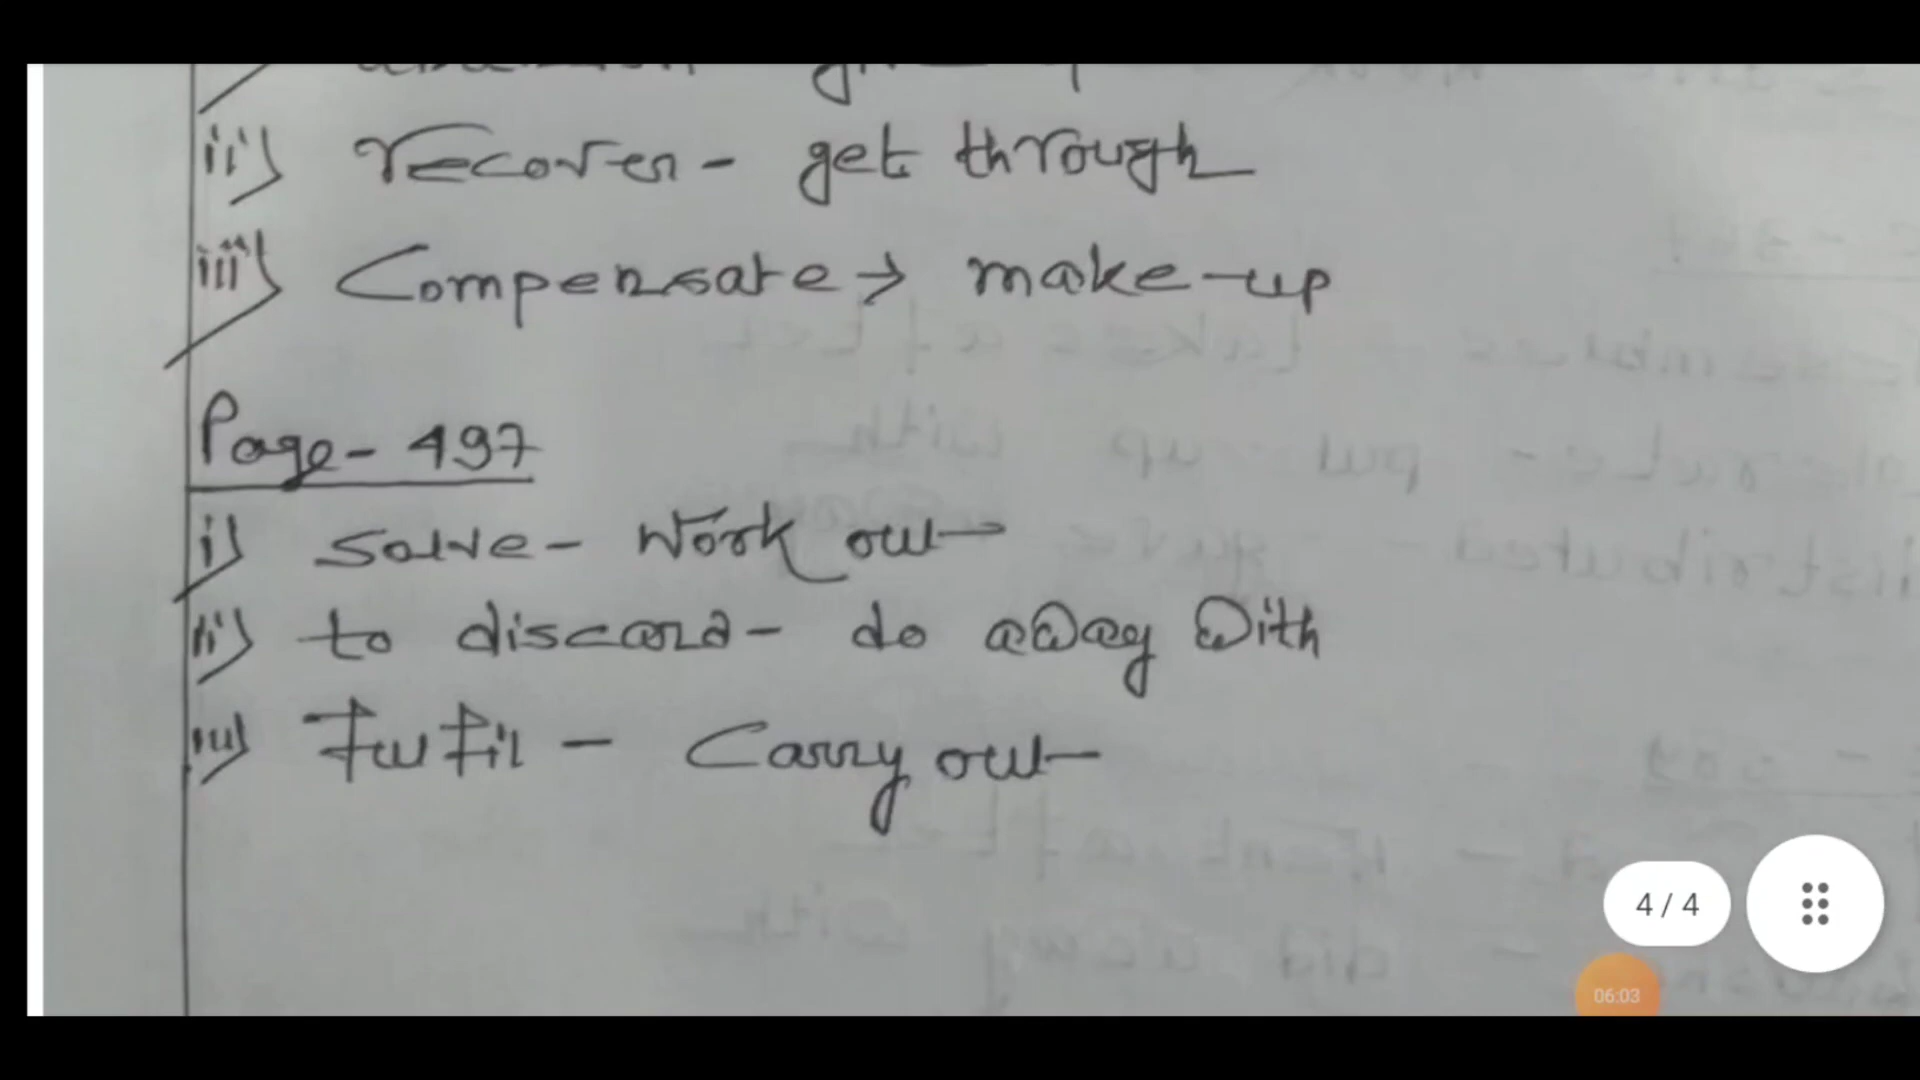 ii) recover - get through
iii) Compensate → make-up
Page - 497
i) Solve - Work out
ii) to discard - do away with
iii) Fulfil - Carry out
4 / 4
06:03